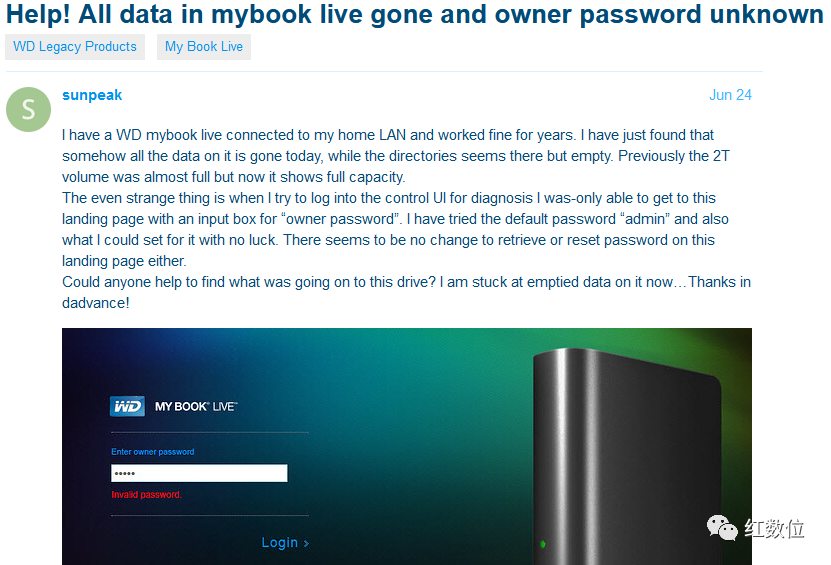 Help! All data in mybook live gone and owner password unknown
WD Legacy Products My Book Live
S
sunpeak
Jun 24
I have a WD mybook live connected to my home LAN and worked fine for years. I have just found that
somehow all the data on it is gone today, while the directories seems there but empty. Previously the 2T
volume was almost full but now it shows full capacity.
The even strange thing is when I try to log into the control UI for diagnosis I was-only able to get to this
landing page with an input box for “owner password”. I have tried the default password “admin” and also
what I could set for it with no luck. There seems to be no change to retrieve or reset password on this
landing page either.
Could anyone help to find what was going on to this drive? I am stuck at emptied data on it now…Thanks in
dadvance!
WD MY BOOK® LIVE™
Enter owner password
•••••
Invalid password.
Login ›
红数位